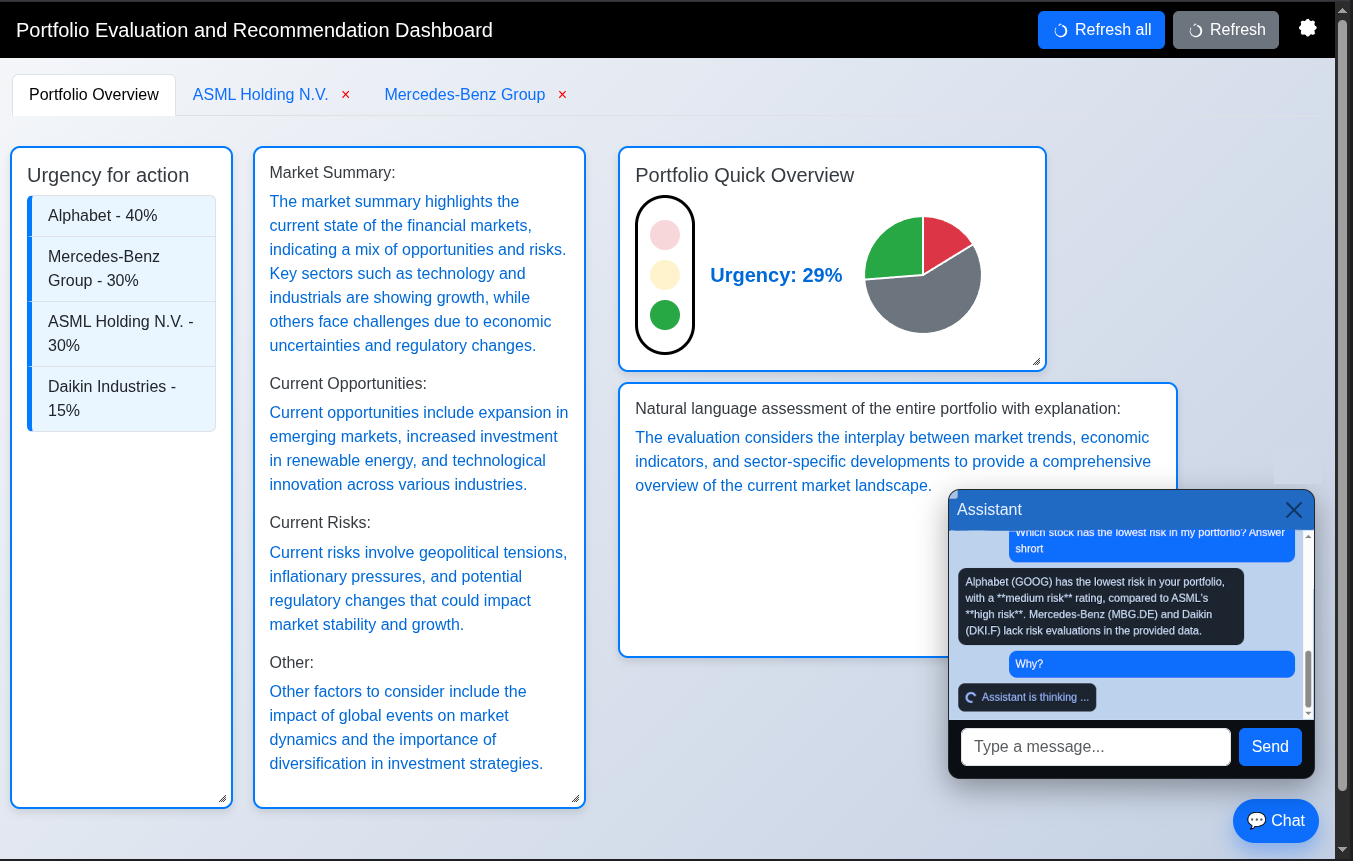 Portfolio Evaluation and Recommendation Dashboard
Refresh all
Refresh
Portfolio Overview
ASML Holding N.V. ×
Mercedes-Benz Group ×
Urgency for action
Alphabet - 40%
Mercedes-Benz
Group - 30%
ASML Holding N.V. -
30%
Daikin Industries -
15%
Market Summary:
The market summary highlights the
current state of the financial markets,
indicating a mix of opportunities and risks.
Key sectors such as technology and
industrials are showing growth, while
others face challenges due to economic
uncertainties and regulatory changes.
Current Opportunities:
Current opportunities include expansion in
emerging markets, increased investment
in renewable energy, and technological
innovation across various industries.
Current Risks:
Current risks involve geopolitical tensions,
inflationary pressures, and potential
regulatory changes that could impact
market stability and growth.
Other:
Other factors to consider include the
impact of global events on market
dynamics and the importance of
diversification in investment strategies.
Portfolio Quick Overview
Urgency: 29%
Natural language assessment of the entire portfolio with explanation:
The evaluation considers the interplay between market trends, economic
indicators, and sector-specific developments to provide a comprehensive
overview of the current market landscape.
Assistant
Which stock has the lowest risk in my portforlio? Answer
shrort
Alphabet (GOOG) has the lowest risk in your portfolio,
with a **medium risk** rating, compared to ASML's
**high risk**. Mercedes-Benz (MBG.DE) and Daikin
(DKI.F) lack risk evaluations in the provided data.
Why?
Assistant is thinking ...
Type a message...
Send
💬 Chat